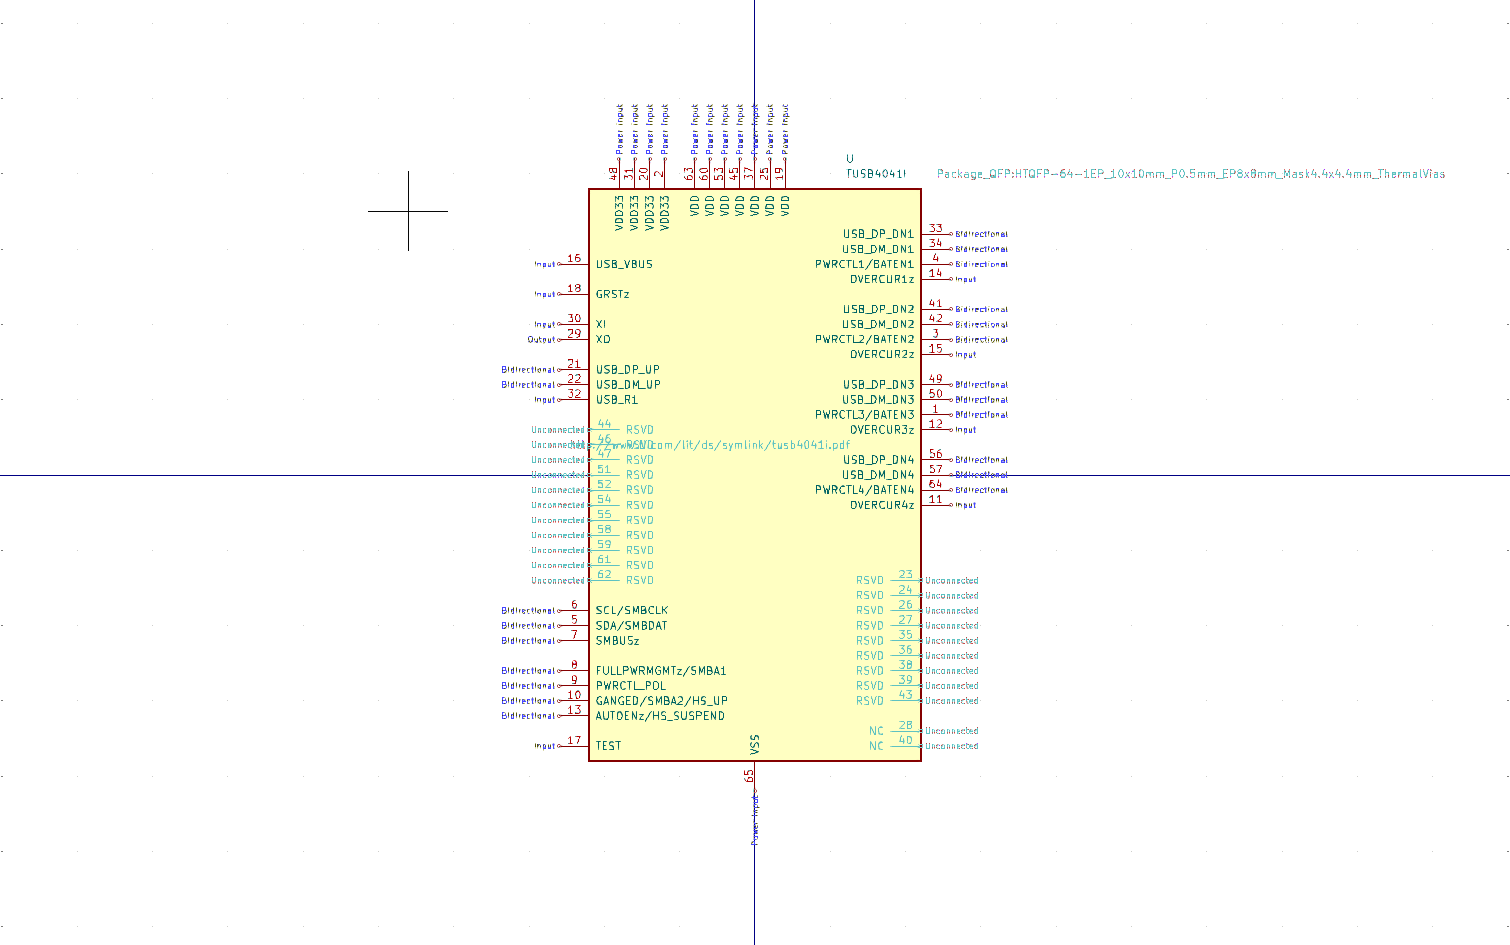 Power Input Power Input Power Input Power Input Power Input Power Input Power Input Power Input Power Input Power Input Power Input
48 31 20 2 63 60 53 45 37 25 19
VDD33 VDD33 VDD33 VDD33 VDD VDD VDD VDD VDD VDD VDD
U
TUSB4041I
Package_QFP:HTQFP-64-1EP_10x10mm_P0.5mm_EP8x8mm_Mask4.4x4.4mm_ThermalVias
Input 16 USB_VBUS
Input 18 GRSTz
Input 30 XI
Output 29 XO
Bidirectional 21 USB_DP_UP
Bidirectional 22 USB_DM_UP
Input 32 USB_R1
Unconnected 44 RSVD
Unconnected 46 RSVD
http://www.ti.com/lit/ds/symlink/tusb4041i.pdf
Unconnected 47 RSVD
Unconnected 51 RSVD
Unconnected 52 RSVD
Unconnected 54 RSVD
Unconnected 55 RSVD
Unconnected 58 RSVD
Unconnected 59 RSVD
Unconnected 61 RSVD
Unconnected 62 RSVD
Bidirectional 6 SCL/SMBCLK
Bidirectional 5 SDA/SMBDAT
Bidirectional 7 SMBUSz
Bidirectional 8 FULLPWRMGMTz/SMBA1
Bidirectional 9 PWRCTL_POL
Bidirectional 10 GANGED/SMBA2/HS_UP
Bidirectional 13 AUTOENz/HS_SUSPEND
Input 17 TEST
USB_DP_DN1 33 Bidirectional
USB_DM_DN1 34 Bidirectional
PWRCTL1/BATEN1 4 Bidirectional
OVERCUR1z 14 Input
USB_DP_DN2 41 Bidirectional
USB_DM_DN2 42 Bidirectional
PWRCTL2/BATEN2 3 Bidirectional
OVERCUR2z 15 Input
USB_DP_DN3 49 Bidirectional
USB_DM_DN3 50 Bidirectional
PWRCTL3/BATEN3 1 Bidirectional
OVERCUR3z 12 Input
USB_DP_DN4 56 Bidirectional
USB_DM_DN4 57 Bidirectional
PWRCTL4/BATEN4 64 Bidirectional
OVERCUR4z 11 Input
RSVD 23 Unconnected
RSVD 24 Unconnected
RSVD 26 Unconnected
RSVD 27 Unconnected
RSVD 35 Unconnected
RSVD 36 Unconnected
RSVD 38 Unconnected
RSVD 39 Unconnected
RSVD 43 Unconnected
NC 28 Unconnected
NC 40 Unconnected
VSS
65
Power Input